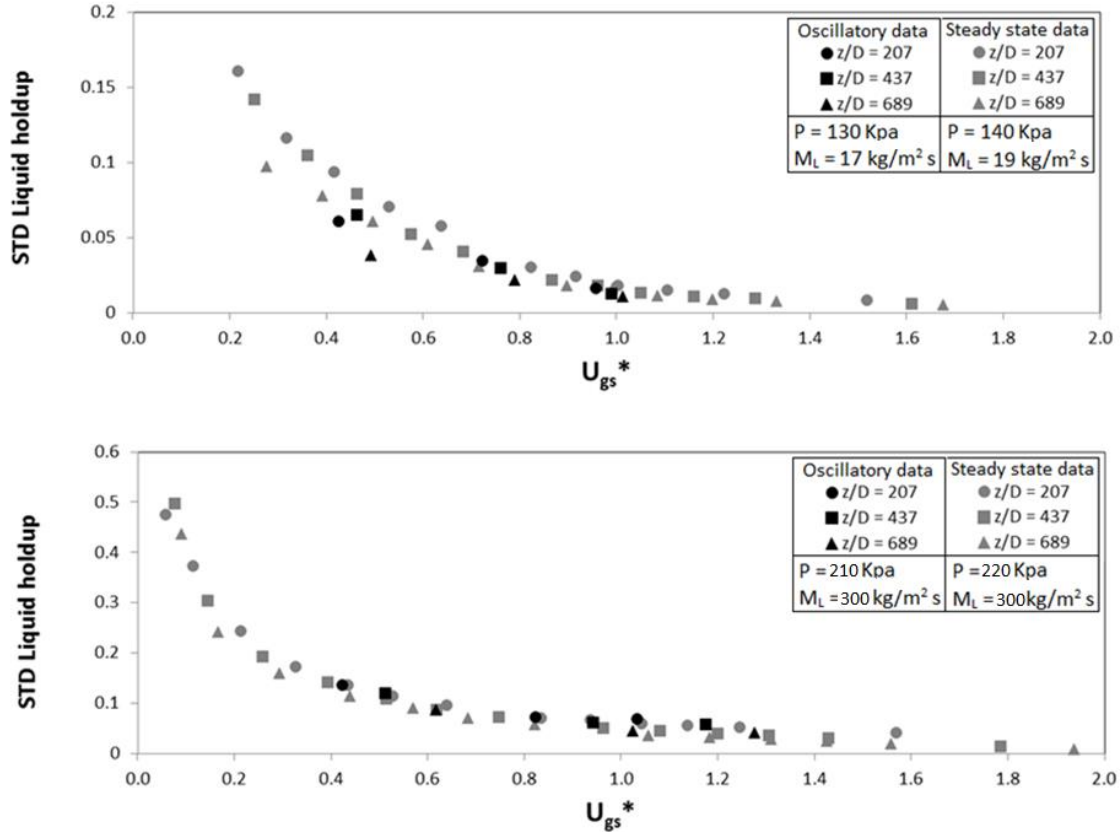 0.2
0.15
0.1
0.05
0
STD Liquid holdup
0.0 0.2 0.4 0.6 0.8 1.0 1.2 1.4 1.6 1.8 2.0
Ugs*
Oscillatory data Steady state data
z/D = 207 z/D = 207
z/D = 437 z/D = 437
z/D = 689 z/D = 689
P = 130 Kpa P = 140 Kpa
ML = 17 kg/m² s ML = 19 kg/m² s
0.6
0.5
0.4
0.3
0.2
0.1
0
STD Liquid holdup
0.0 0.2 0.4 0.6 0.8 1.0 1.2 1.4 1.6 1.8 2.0
Ugs*
Oscillatory data Steady state data
z/D = 207 z/D = 207
z/D = 437 z/D = 437
z/D = 689 z/D = 689
P = 210 Kpa P = 220 Kpa
ML = 300 kg/m² s ML = 300 kg/m² s